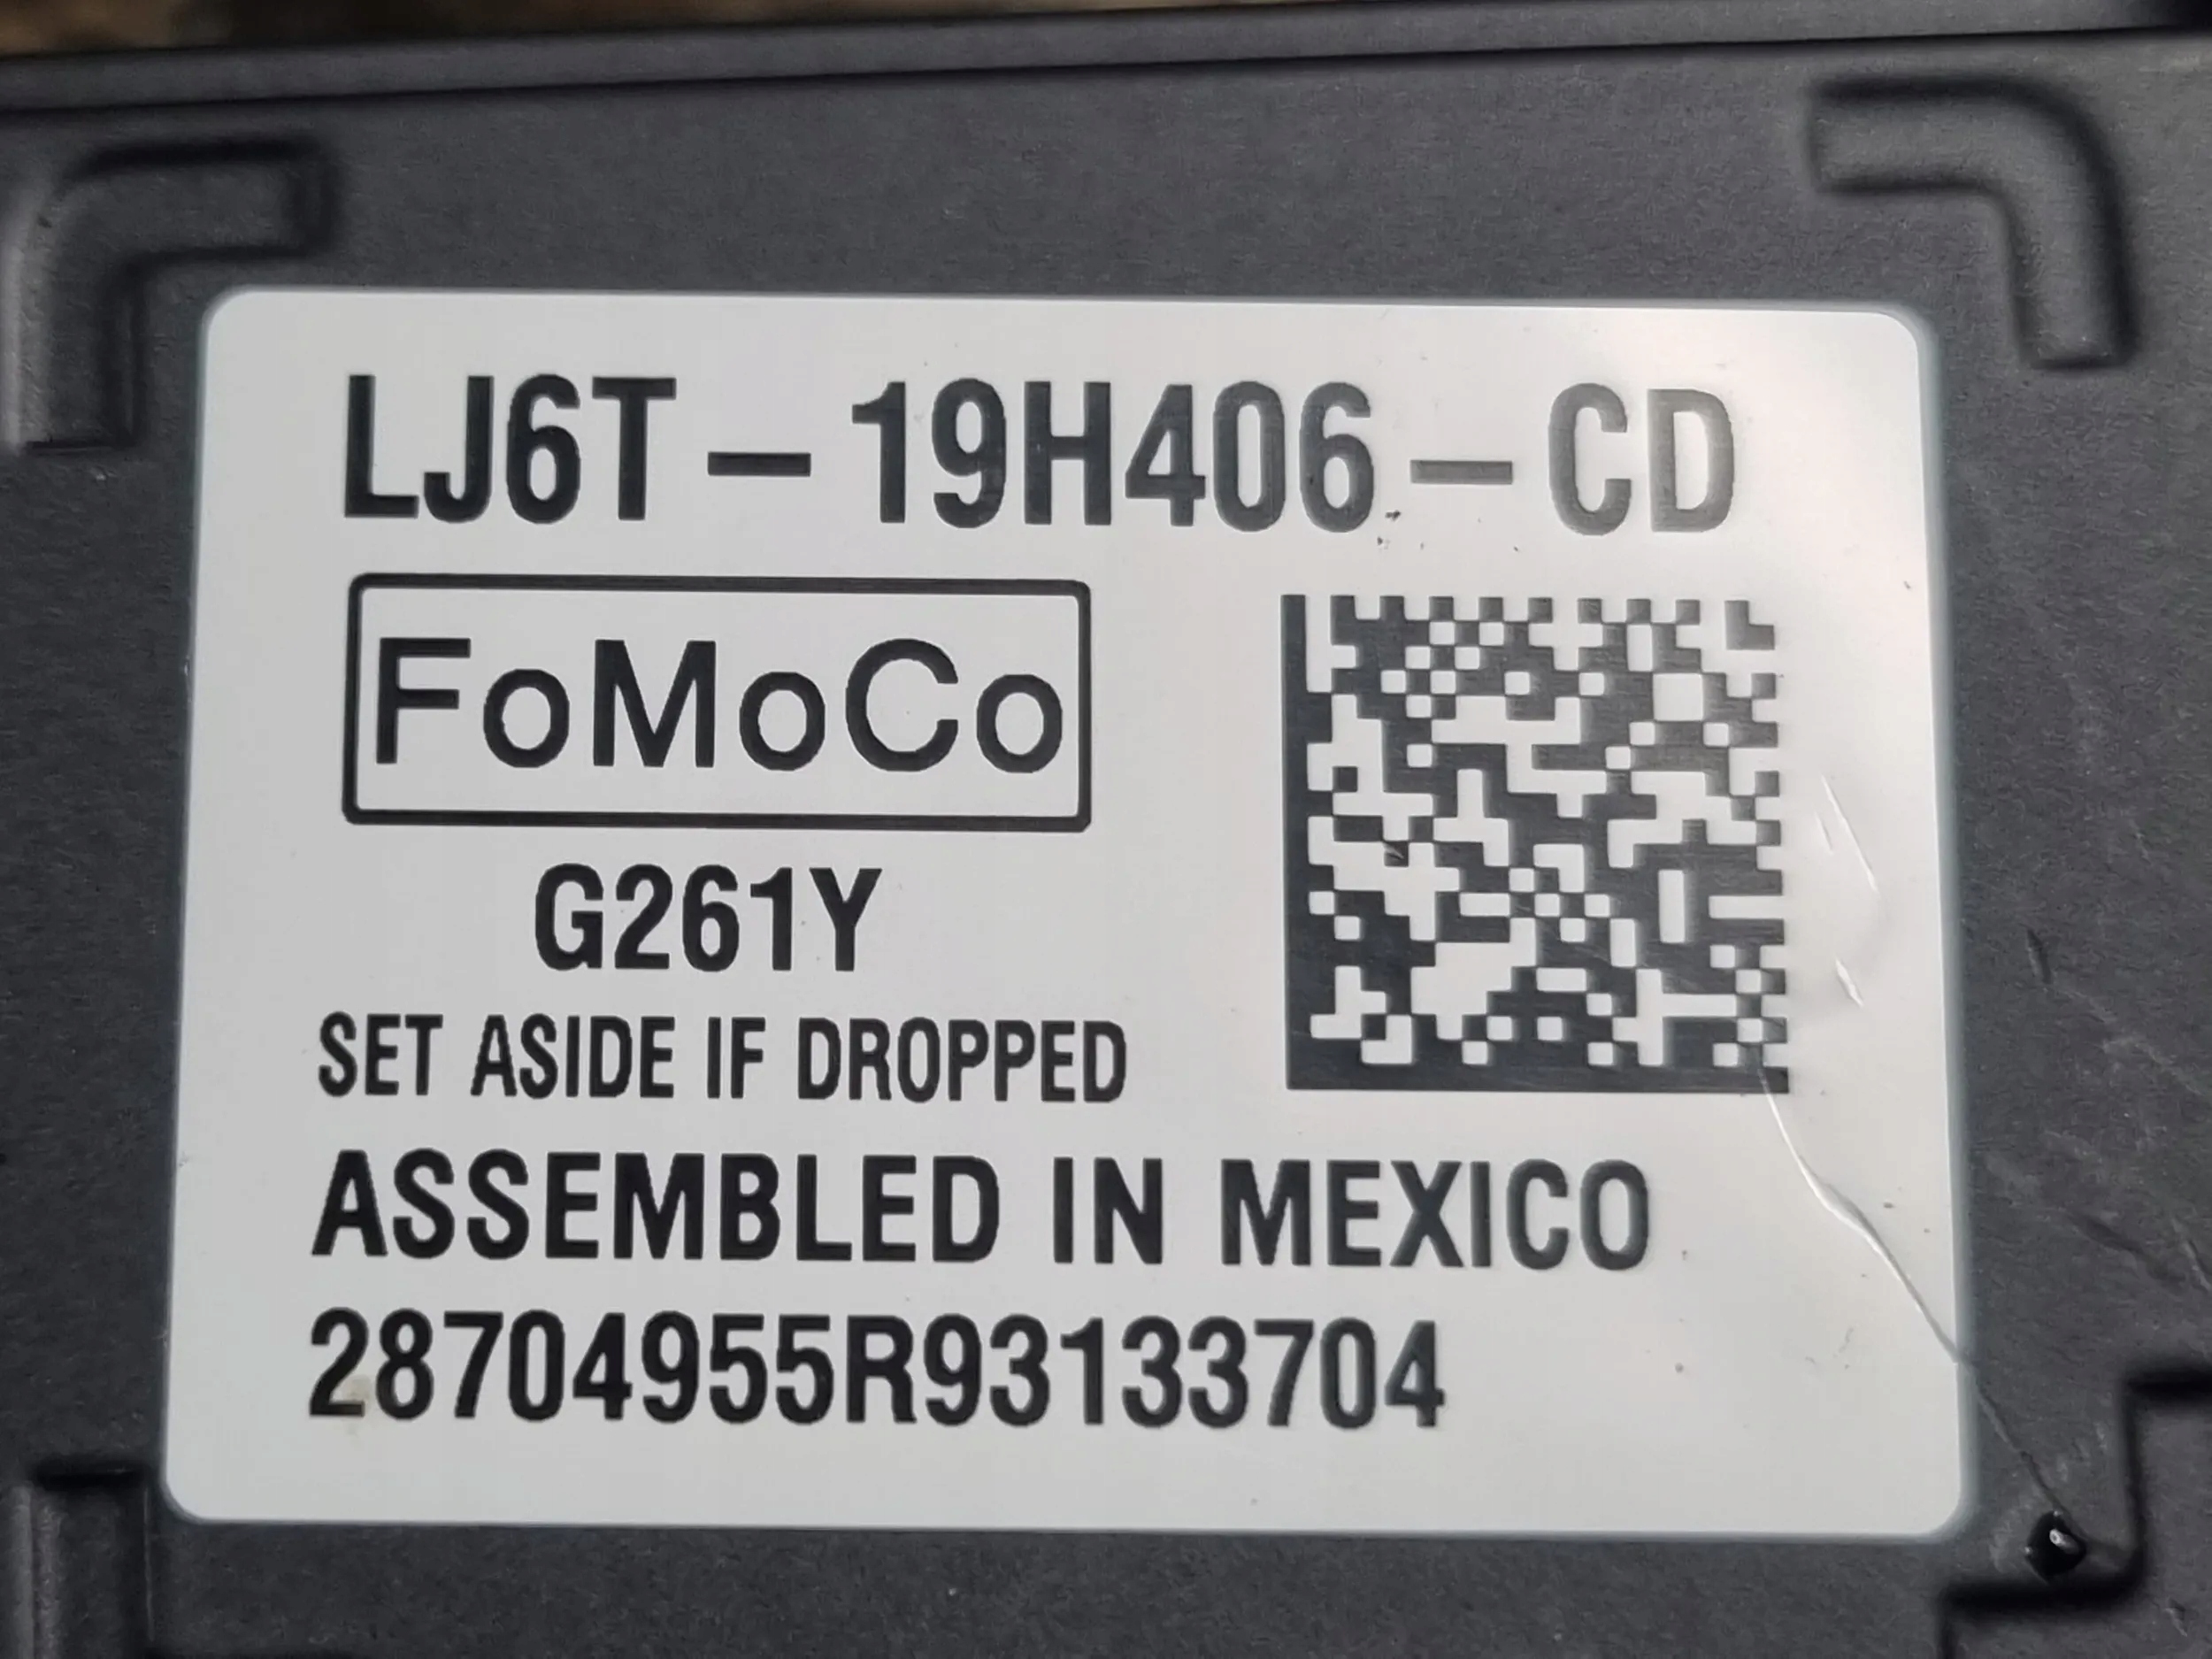 LJ6T-19H406-CD
FoMoCo
G261Y
SET ASIDE IF DROPPED
ASSEMBLED IN MEXICO
28704955R93133704